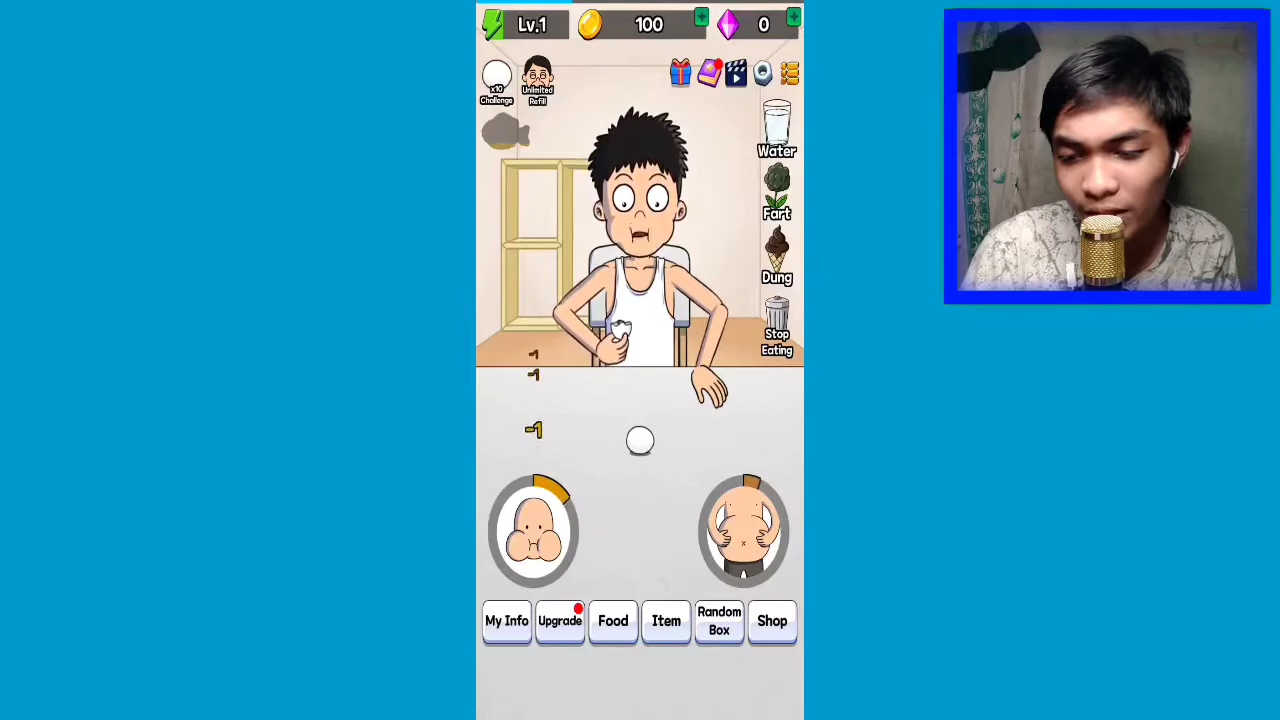 Lv.1
100
0
x10
Challenge
Unlimited
Refill
Water
Fart
Dung
Stop
Eating
-1
-1
-1
My Info
Upgrade
Food
Item
Random
Box
Shop